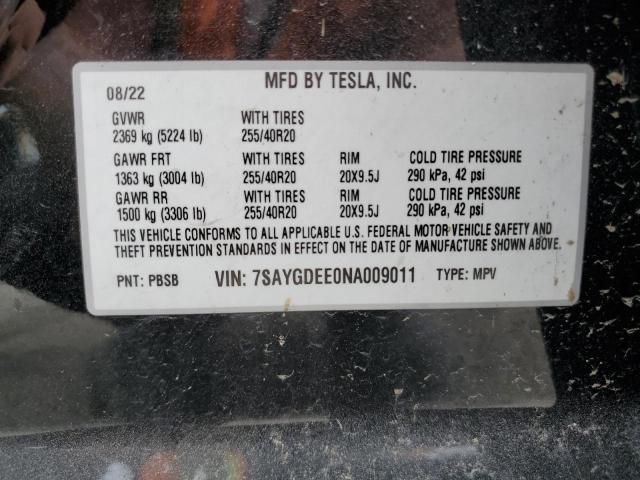 08/22 MFD BY TESLA, INC.
GVWR WITH TIRES
2369 kg (5224 lb) 255/40R20
GAWR FRT WITH TIRES RIM COLD TIRE PRESSURE
1363 kg (3004 lb) 255/40R20 20X9.5J 290 kPa, 42 psi
GAWR RR WITH TIRES RIM COLD TIRE PRESSURE
1500 kg (3306 lb) 255/40R20 20X9.5J 290 kPa, 42 psi
THIS VEHICLE CONFORMS TO ALL APPLICABLE U.S. FEDERAL MOTOR VEHICLE SAFETY AND
THEFT PREVENTION STANDARDS IN EFFECT ON THE DATE OF MANUFACTURE SHOWN ABOVE.
PNT: PBSB VIN: 7SAYGDEE0NA009011 TYPE: MPV